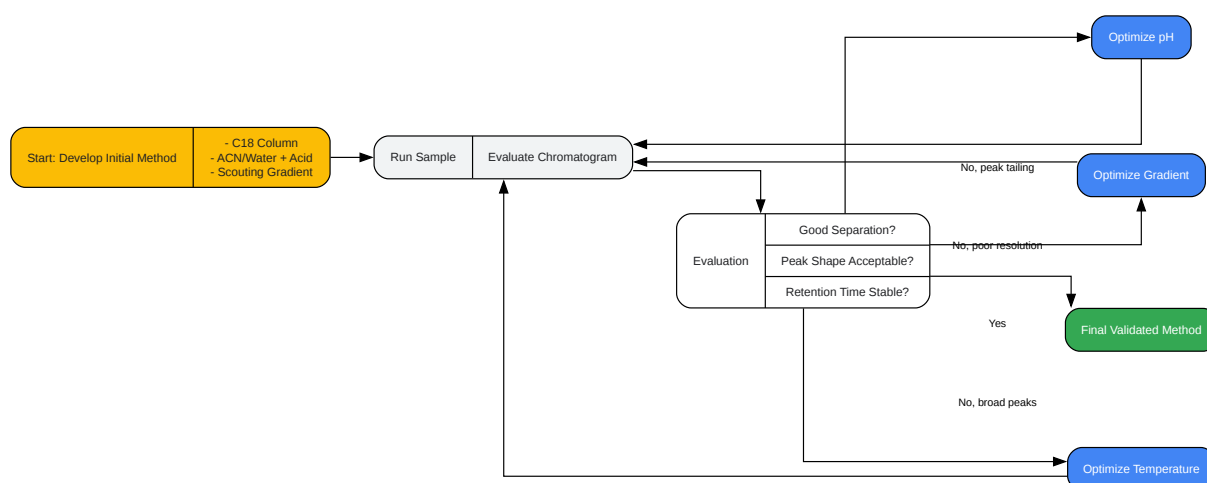 Optimize pH
Start: Develop Initial Method
- C18 Column
- ACN/Water + Acid
- Scouting Gradient
Run Sample
Evaluate Chromatogram
No, peak tailing
Optimize Gradient
Evaluation
Good Separation?
Peak Shape Acceptable?
Retention Time Stable?
No, poor resolution
Yes
Final Validated Method
No, broad peaks
Optimize Temperature